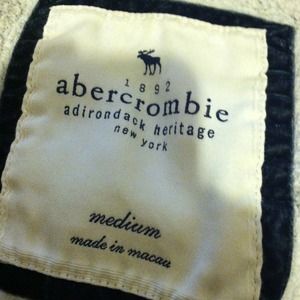 1892
abercrombie
adirondack heritage
new york
medium
made in macau